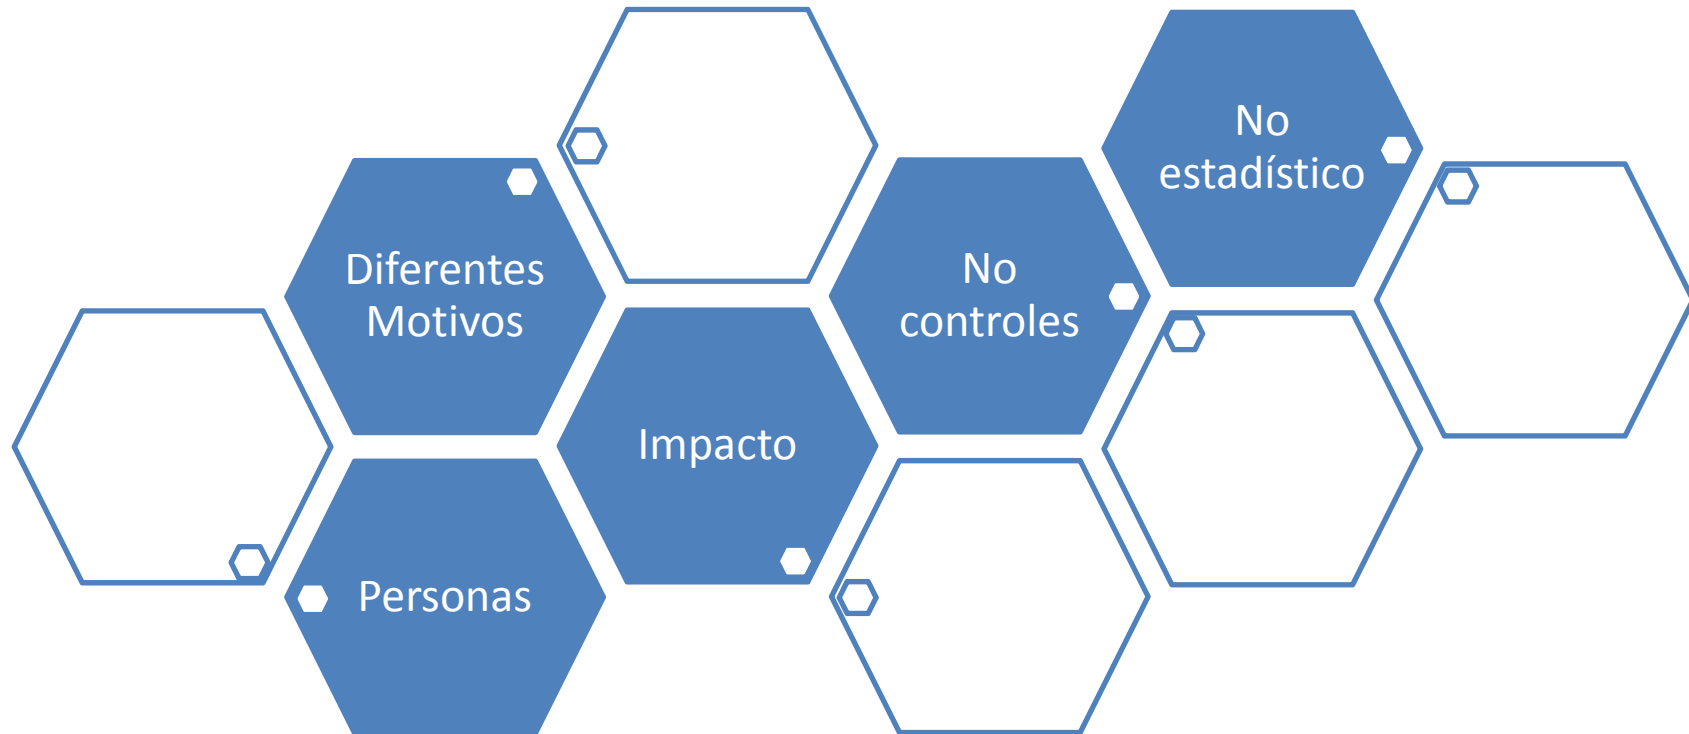 No
estadístico
Diferentes
Motivos
No
controles
Impacto
Personas